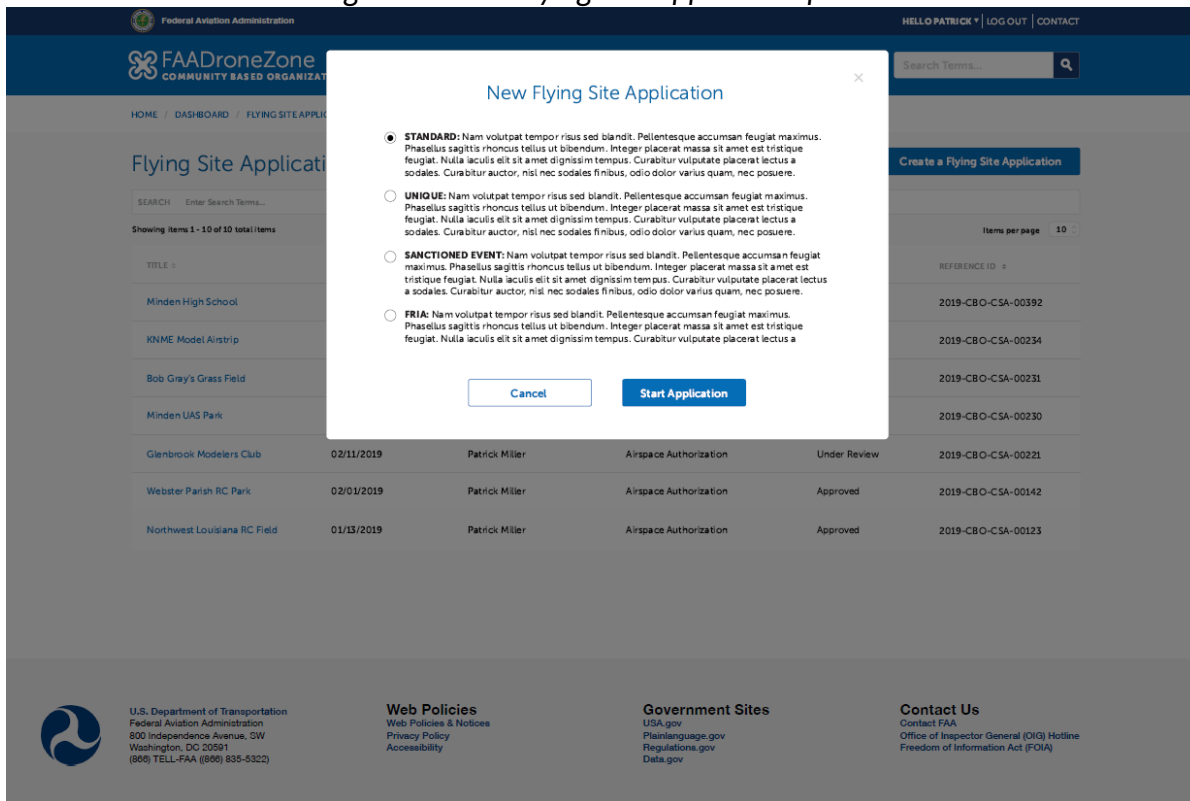 Federal Aviation Administration
HELLO PATRICK ▾ | LOG OUT | CONTACT
FAADroneZone
COMMUNITY BASED ORGANIZAT
Search Terms...
HOME / DASHBOARD / FLYING SITE APPLIC
New Flying Site Application
×
STANDARD: Nam volutpat tempor risus sed blandit. Pellentesque accumsan feugiat maximus.
Phasellus sagittis rhoncus tellus ut bibendum. Integer placerat massa sit amet est tristique
feugiat. Nulla iaculis elit sit amet dignissim tempus. Curabitur vulputate placerat lectus a
sodales. Curabitur auctor, nisl nec sodales finibus, odio dolor varius quam, nec posuere.
UNIQUE: Nam volutpat tempor risus sed blandit. Pellentesque accumsan feugiat maximus.
Phasellus sagittis rhoncus tellus ut bibendum. Integer placerat massa sit amet est tristique
feugiat. Nulla iaculis elit sit amet dignissim tempus. Curabitur vulputate placerat lectus a
sodales. Curabitur auctor, nisl nec sodales finibus, odio dolor varius quam, nec posuere.
SANCTIONED EVENT: Nam volutpat tempor risus sed blandit. Pellentesque accumsan feugiat
maximus. Phasellus sagittis rhoncus tellus ut bibendum. Integer placerat massa sit amet est
tristique feugiat. Nulla iaculis elit sit amet dignissim tempus. Curabitur vulputate placerat lectus
a sodales. Curabitur auctor, nisl nec sodales finibus, odio dolor varius quam, nec posuere.
FRIA: Nam volutpat tempor risus sed blandit. Pellentesque accumsan feugiat maximus.
Phasellus sagittis rhoncus tellus ut bibendum. Integer placerat massa sit amet est tristique
feugiat. Nulla iaculis elit sit amet dignissim tempus. Curabitur vulputate placerat lectus a
Cancel
Start Application
Flying Site Applicati
Create a Flying Site Application
SEARCH Enter Search Terms...
Showing items 1 - 10 of 10 total items
Items per page 10
TITLE
REFERENCE ID
Minden High School 2019-CBO-CSA-00392
KNME Model Airstrip 2019-CBO-CSA-00234
Bob Gray's Grass Field 2019-CBO-CSA-00231
Minden UAS Park 2019-CBO-CSA-00230
Glenbrook Modelers Club 02/11/2019 Patrick Miller Airspace Authorization Under Review 2019-CBO-CSA-00221
Webster Parish RC Park 02/01/2019 Patrick Miller Airspace Authorization Approved 2019-CBO-CSA-00142
Northwest Louisiana RC Field 01/13/2019 Patrick Miller Airspace Authorization Approved 2019-CBO-CSA-00123
U.S. Department of Transportation
Federal Aviation Administration
800 Independence Avenue, SW
Washington, DC 20591
(866) TELL-FAA ((866) 835-5322)
Web Policies
Web Policies & Notices
Privacy Policy
Accessibility
Government Sites
USA.gov
Plainlanguage.gov
Regulations.gov
Data.gov
Contact Us
Contact FAA
Office of Inspector General (OIG) Hotline
Freedom of Information Act (FOIA)